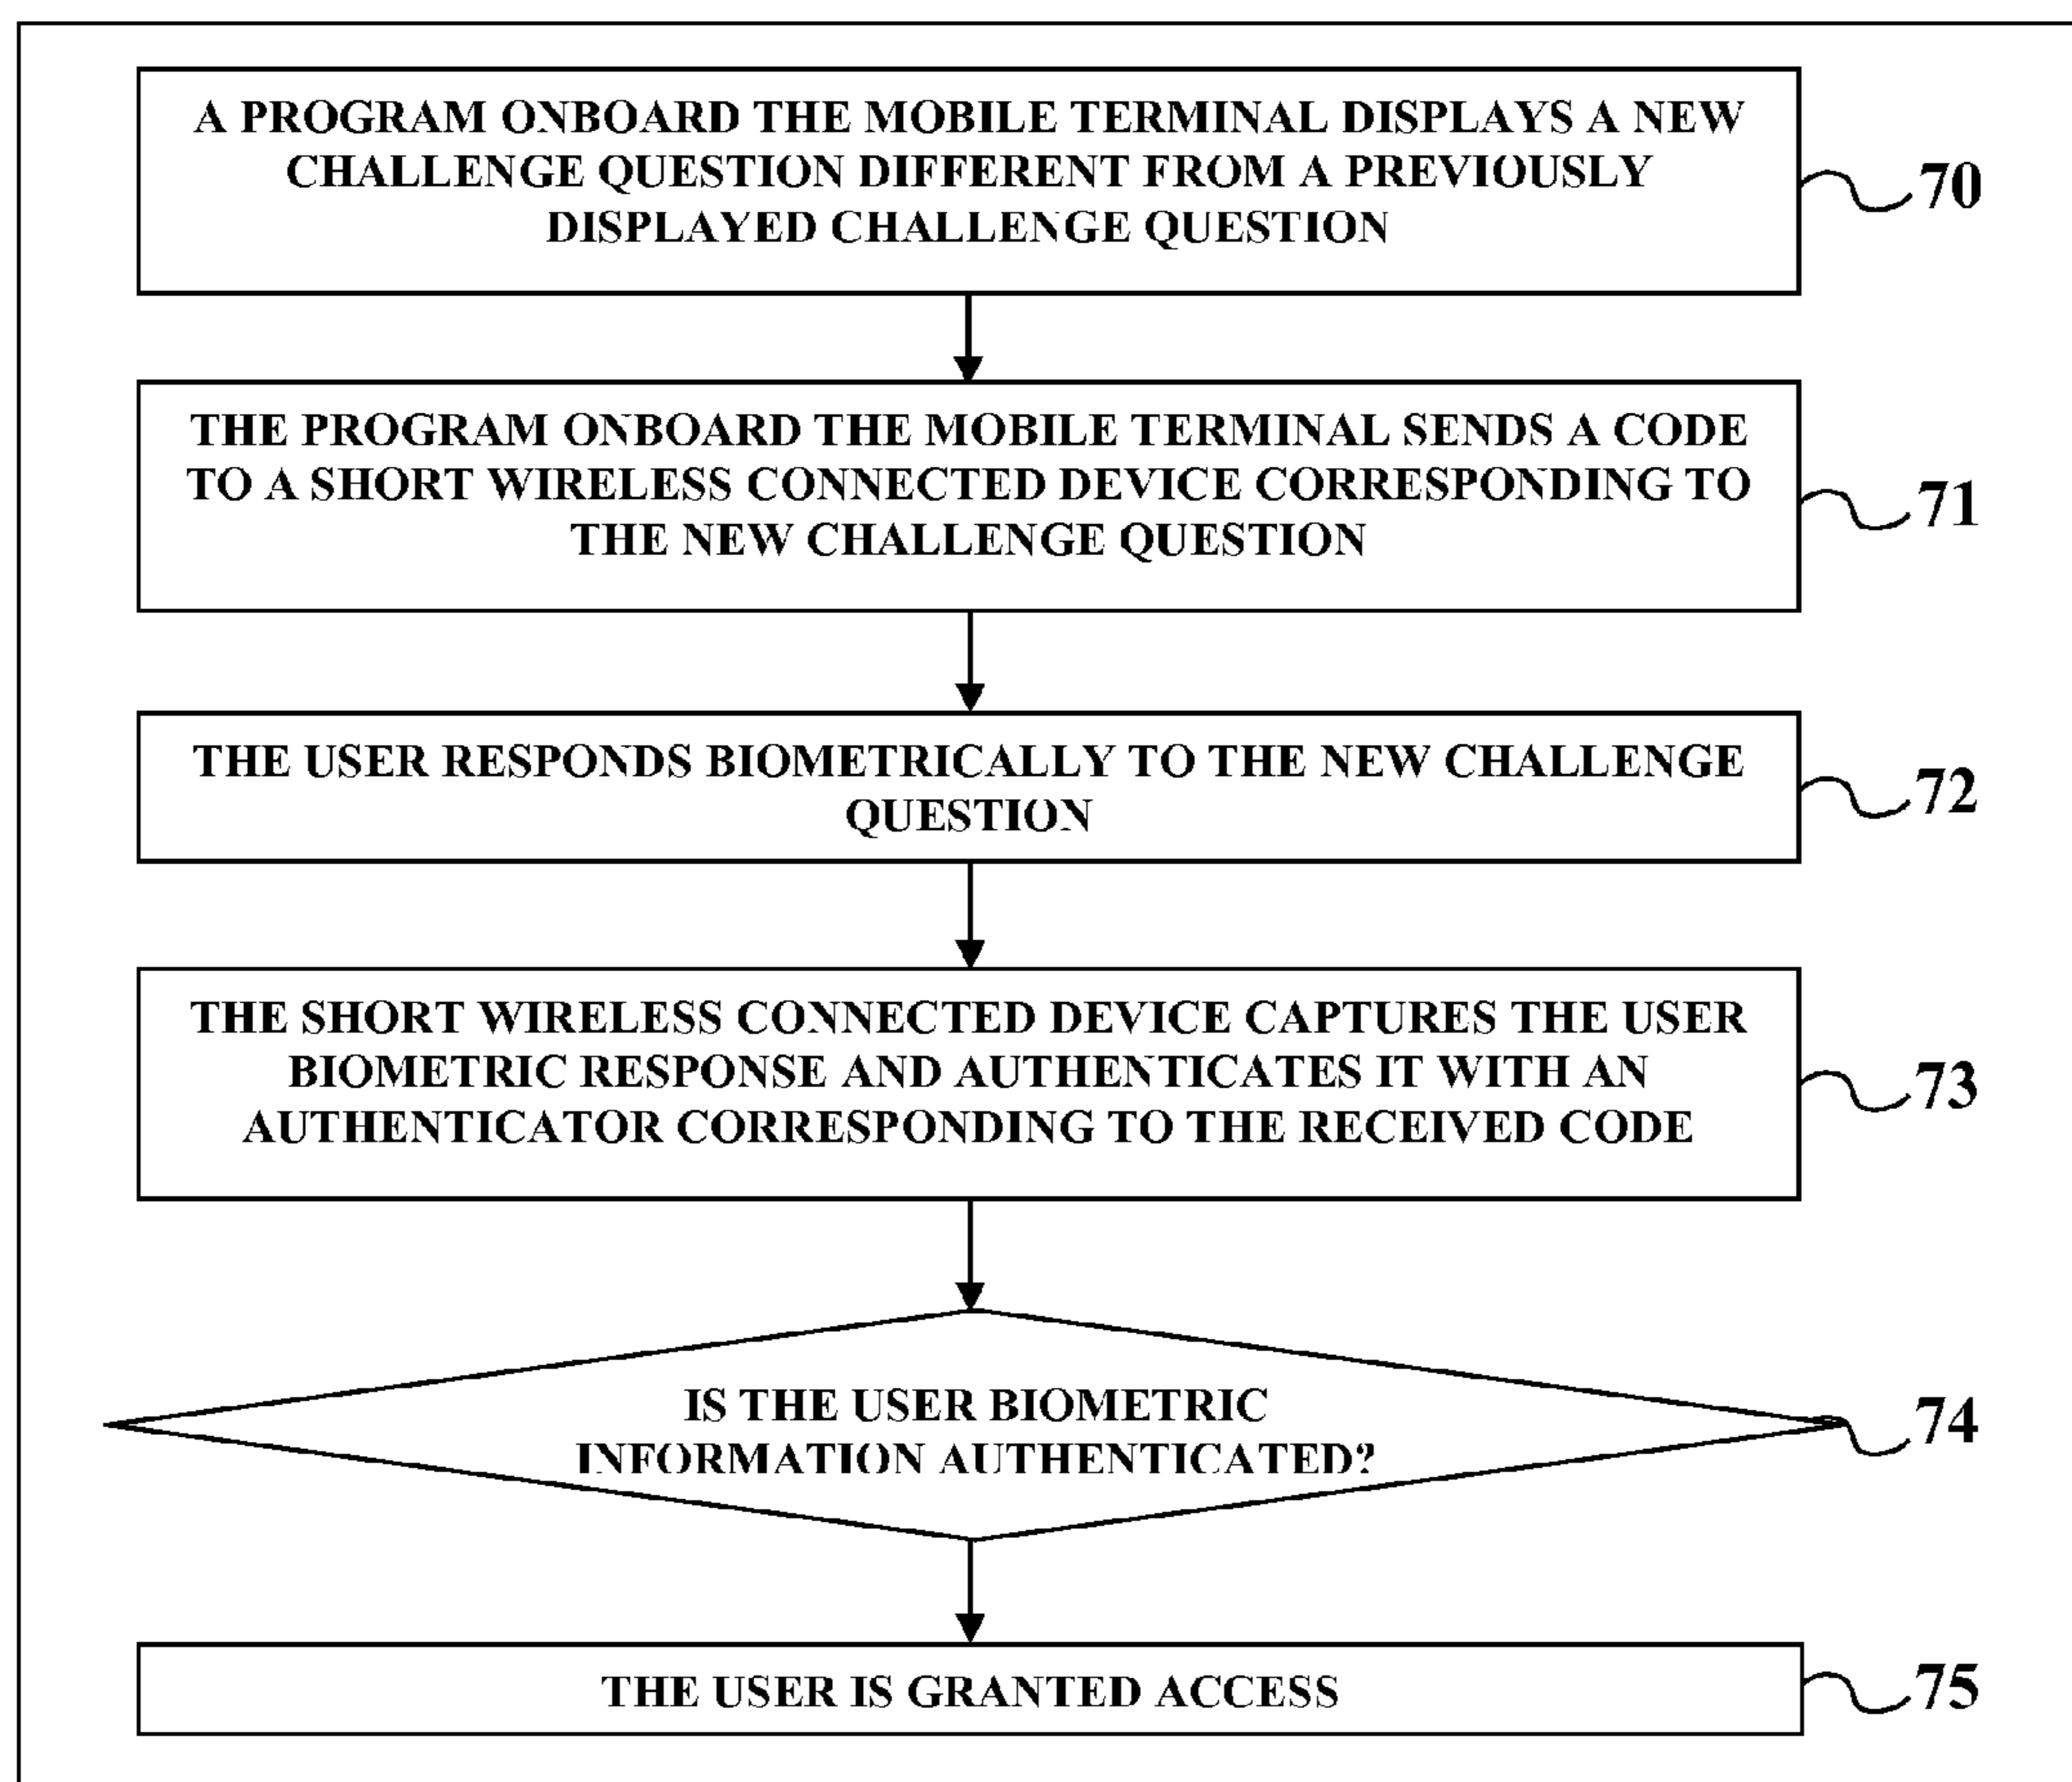 A PROGRAM ONBOARD THE MOBILE TERMINAL DISPLAYS A NEW
CHALLENGE QUESTION DIFFERENT FROM A PREVIOUSLY
DISPLAYED CHALLENGE QUESTION
70
THE PROGRAM ONBOARD THE MOBILE TERMINAL SENDS A CODE
TO A SHORT WIRELESS CONNECTED DEVICE CORRESPONDING TO
THE NEW CHALLENGE QUESTION
71
THE USER RESPONDS BIOMETRICALLY TO THE NEW CHALLENGE
QUESTION
72
THE SHORT WIRELESS CONNECTED DEVICE CAPTURES THE USER
BIOMETRIC RESPONSE AND AUTHENTICATES IT WITH AN
AUTHENTICATOR CORRESPONDING TO THE RECEIVED CODE
73
IS THE USER BIOMETRIC
INFORMATION AUTHENTICATED?
74
THE USER IS GRANTED ACCESS
75